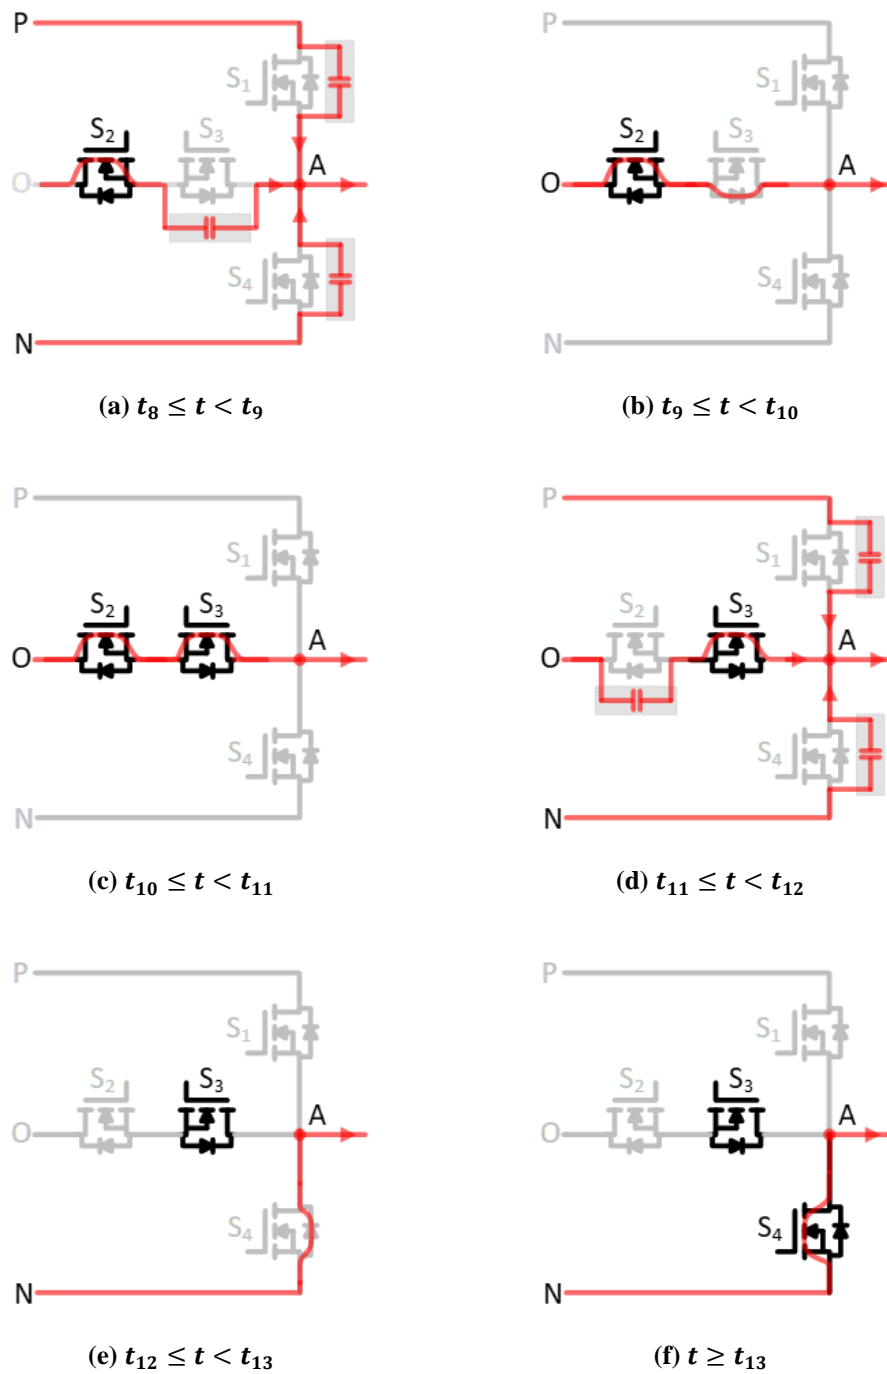 P
S₁
S₂
S₃
A
O
S₄
N
(a) t₈ ≤ t < t₉
P
S₁
S₂
S₃
A
O
S₄
N
(b) t₉ ≤ t < t₁₀
P
S₁
S₂
S₃
A
O
S₄
N
(c) t₁₀ ≤ t < t₁₁
P
S₁
S₂
S₃
A
O
S₄
N
(d) t₁₁ ≤ t < t₁₂
P
S₁
S₂
S₃
A
O
S₄
N
(e) t₁₂ ≤ t < t₁₃
P
S₁
S₂
S₃
A
O
S₄
N
(f) t ≥ t₁₃